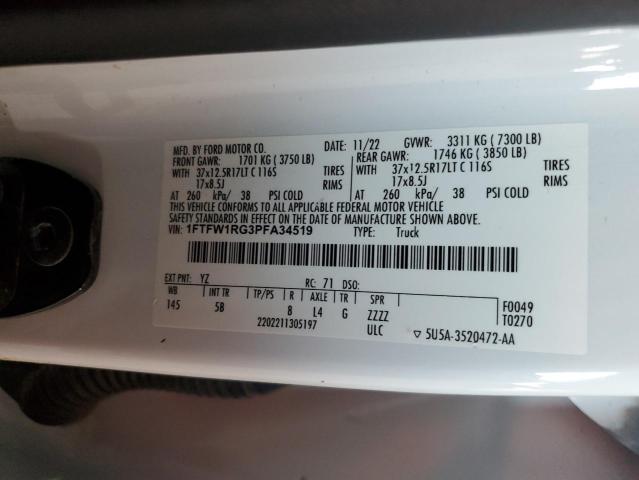 MFD. BY FORD MOTOR CO. DATE: 11/22 GVWR: 3311 KG ( 7300 LB)
FRONT GAWR: 1701 KG ( 3750 LB) REAR GAWR: 1746 KG ( 3850 LB)
37x12.5R17LT C 116S TIRES 37x12.5R17LT C 116S TIRES
17x8.5J RIMS 17x8.5J RIMS
AT 260 kPa/ 38 PSI COLD AT 260 kPa/ 38 PSI COLD
THIS VEHICLE CONFORMS TO ALL APPLICABLE FEDERAL MOTOR VEHICLE
SAFETY STANDARDS IN EFFECT ON THE DATE OF MANUFACTURE SHOWN ABOVE.
VIN: 1FTFW1RG3PFA34519 TYPE: Truck
EXT PNT: YZ RC: 71 DSO:
WB INT TR TP/PS R AXLE TR SPR F0049
145 5B 8 L4 G ZZZZ T0270
2202211305197 ULC ▽ 5U5A-3520472-AA